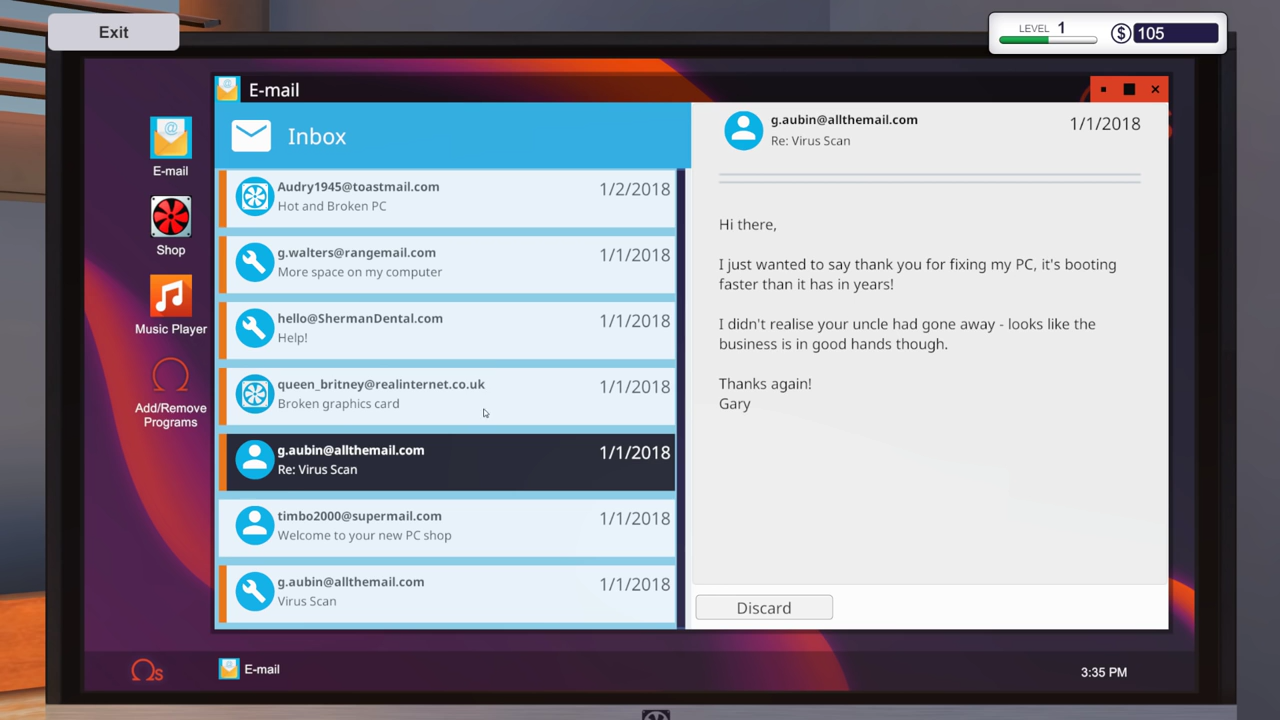 Exit
LEVEL 1
$ 105
E-mail
Inbox
Audry1945@toastmail.com
1/2/2018
Hot and Broken PC
g.walters@rangemail.com
1/1/2018
More space on my computer
hello@ShermanDental.com
1/1/2018
Help!
queen_britney@realinternet.co.uk
1/1/2018
Broken graphics card
g.aubin@allthemail.com
1/1/2018
Re: Virus Scan
timbo2000@supermail.com
1/1/2018
Welcome to your new PC shop
g.aubin@allthemail.com
1/1/2018
Virus Scan
g.aubin@allthemail.com
1/1/2018
Re: Virus Scan
Hi there,
I just wanted to say thank you for fixing my PC, it's booting
faster than it has in years!
I didn't realise your uncle had gone away - looks like the
business is in good hands though.
Thanks again!
Gary
Discard
E-mail
Shop
Music Player
Add/Remove
Programs
Ωs
E-mail
3:35 PM